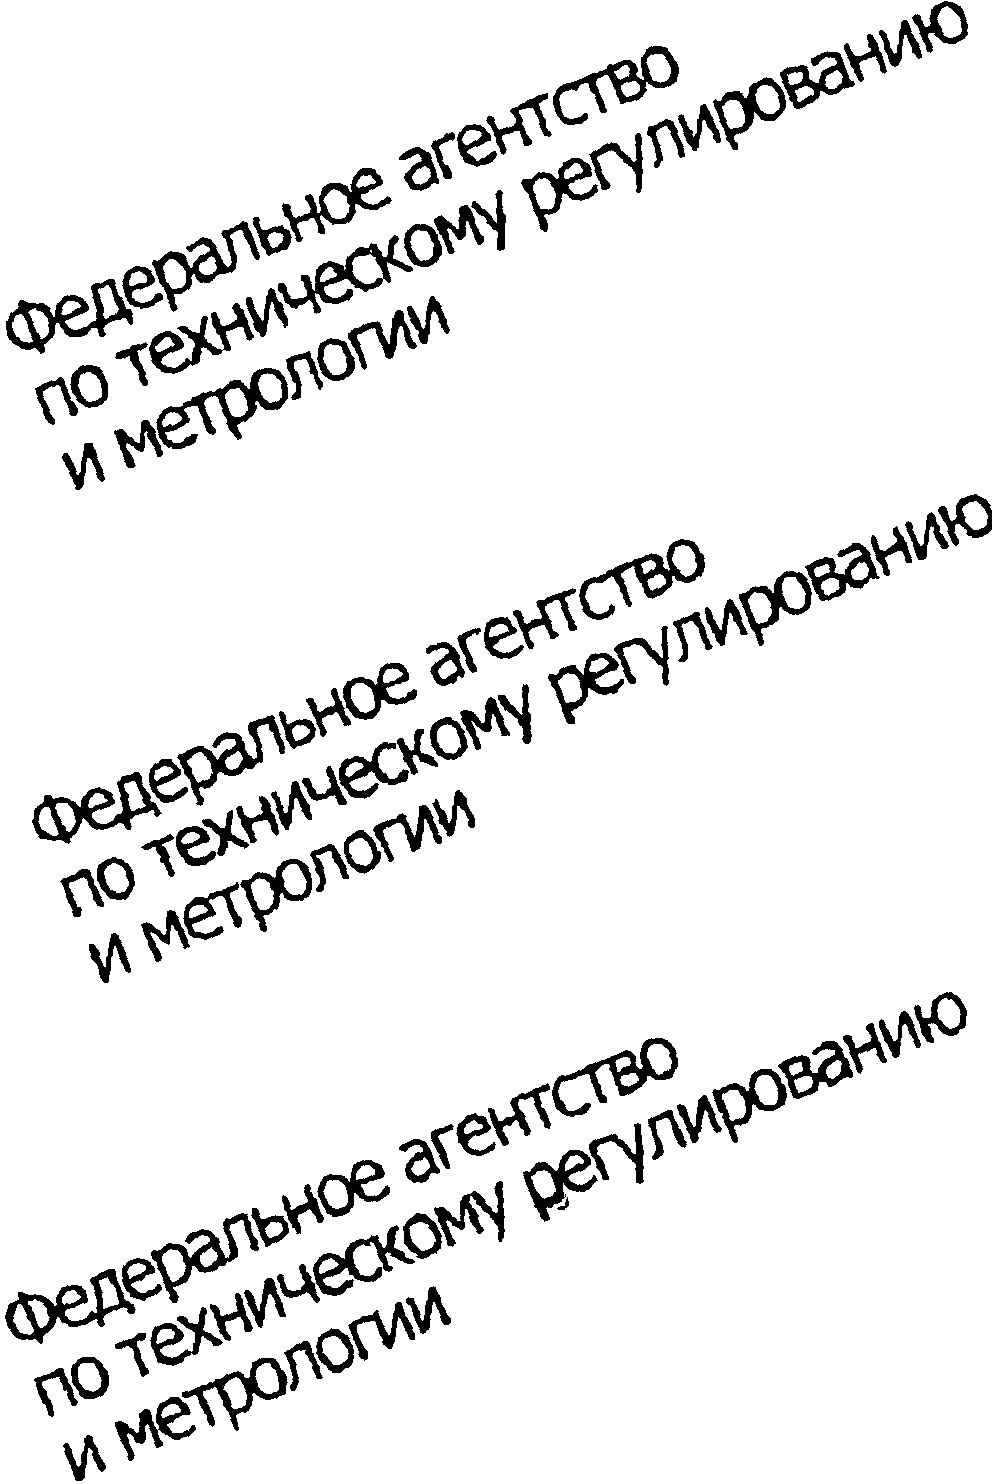 Федеральное агентство
по техническому регулированию
и метрологии
Федеральное агентство
по техническому регулированию
и метрологии
Федеральное агентство
по техническому регулированию
и метрологии